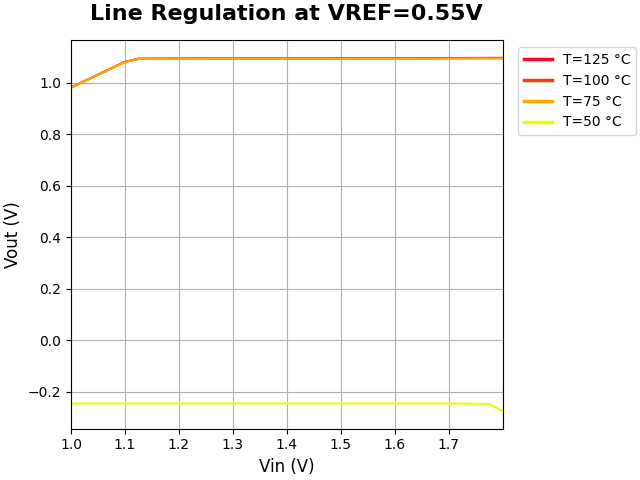 Line Regulation at VREF=0.55V
Vout (V)
1.0
0.8
0.6
0.4
0.2
0.0
−0.2
1.0 1.1 1.2 1.3 1.4 1.5 1.6 1.7
Vin (V)
T=125 °C
T=100 °C
T=75 °C
T=50 °C